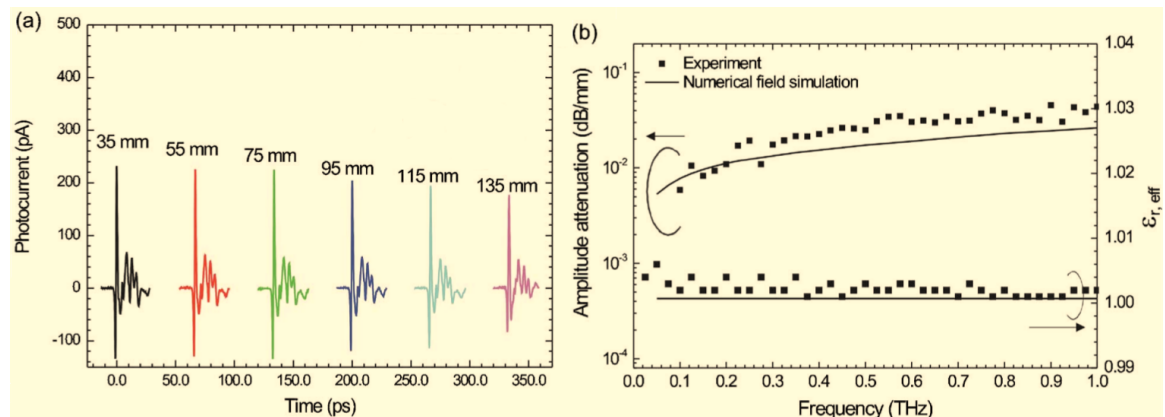 (a)
500
400
300
200
100
0
-100
Photocurrent (pA)
35 mm
55 mm
75 mm
95 mm
115 mm
135 mm
0.0 50.0 100.0 150.0 200.0 250.0 300.0 350.0
Time (ps)
(b)
Experiment
Numerical field simulation
Amplitude attenuation (dB/mm)
10⁻¹
10⁻²
10⁻³
10⁻⁴
0.0 0.1 0.2 0.3 0.4 0.5 0.6 0.7 0.8 0.9 1.0
Frequency (THz)
1.04
1.03
1.02
1.01
1.00
0.99
εr, eff